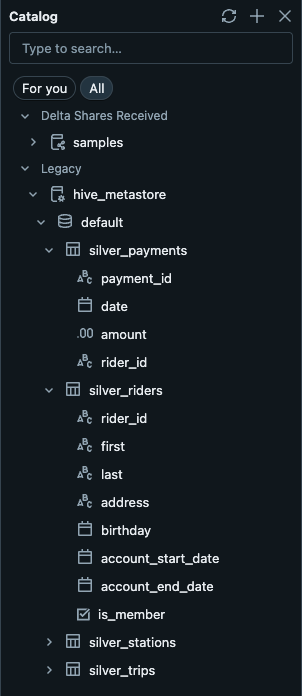 Catalog
Type to search...
For you
All
Delta Shares Received
samples
Legacy
hive_metastore
default
silver_payments
payment_id
date
.00 amount
rider_id
silver_riders
rider_id
first
last
address
birthday
account_start_date
account_end_date
is_member
silver_stations
silver_trips